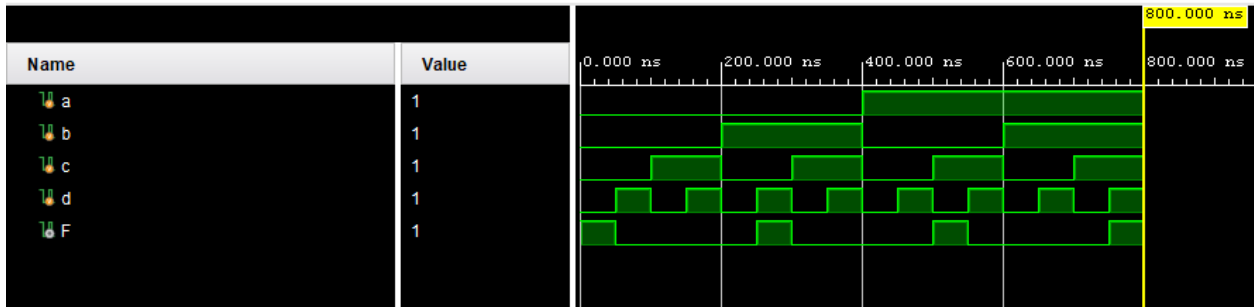 800.000 ns
Name Value 0.000 ns 200.000 ns 400.000 ns 600.000 ns 800.000 ns
a 1
b 1
c 1
d 1
F 1